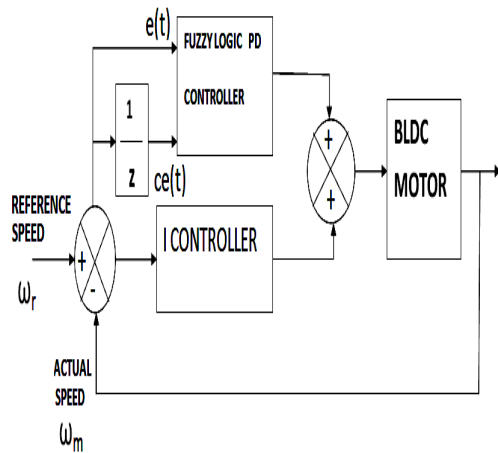 e(t)
FUZZY LOGIC PD
CONTROLLER
1
z
ce(t)
+
+
BLDC
MOTOR
REFERENCE
SPEED
ωr
+
-
I CONTROLLER
ACTUAL
SPEED
ωm